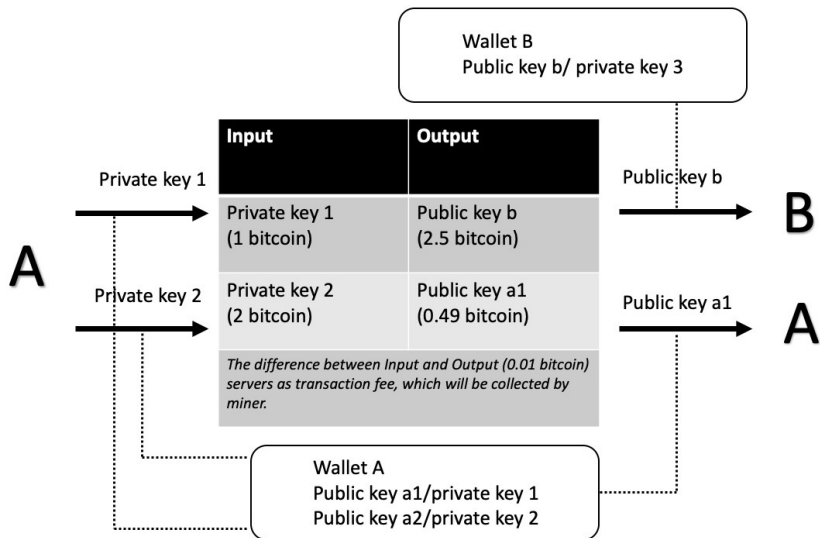 Wallet B
Public key b/ private key 3
Input
Output
Private key 1
Public key b
Private key 1
(1 bitcoin)
Public key b
(2.5 bitcoin)
B
A
Private key 2
Private key 2
(2 bitcoin)
Public key a1
(0.49 bitcoin)
Public key a1
A
The difference between Input and Output (0.01 bitcoin)
servers as transaction fee, which will be collected by
miner.
Wallet A
Public key a1/private key 1
Public key a2/private key 2